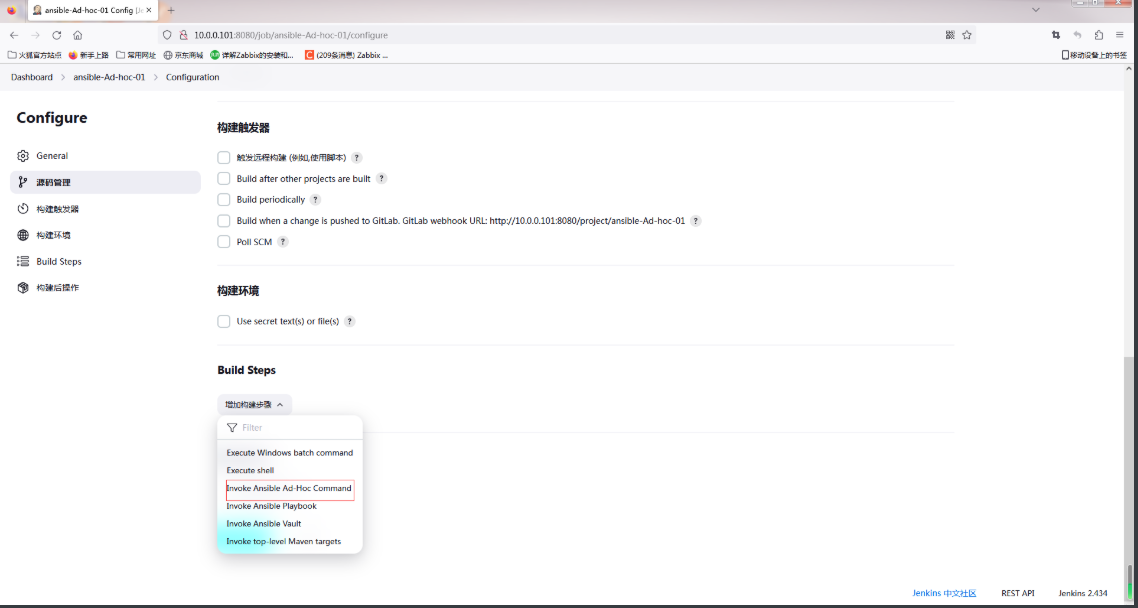 ansible-Ad-hoc-01 Config [Je
10.0.0.101:8080/job/ansible-Ad-hoc-01/configure
火狐官方站点 新手上路 常用网址 京东商城 详解Zabbix的安装和... (209条消息) Zabbix ... 移动设备上的书签
Dashboard ansible-Ad-hoc-01 Configuration
Configure
General
源码管理
构建触发器
构建环境
Build Steps
构建后操作
构建触发器
触发远程构建 (例如,使用脚本) ?
Build after other projects are built ?
Build periodically ?
Build when a change is pushed to GitLab. GitLab webhook URL: http://10.0.0.101:8080/project/ansible-Ad-hoc-01 ?
Poll SCM ?
构建环境
Use secret text(s) or file(s) ?
Build Steps
增加构建步骤
Filter
Execute Windows batch command
Execute shell
Invoke Ansible Ad-Hoc Command
Invoke Ansible Playbook
Invoke Ansible Vault
Invoke top-level Maven targets
Jenkins 中文社区 REST API Jenkins 2.434